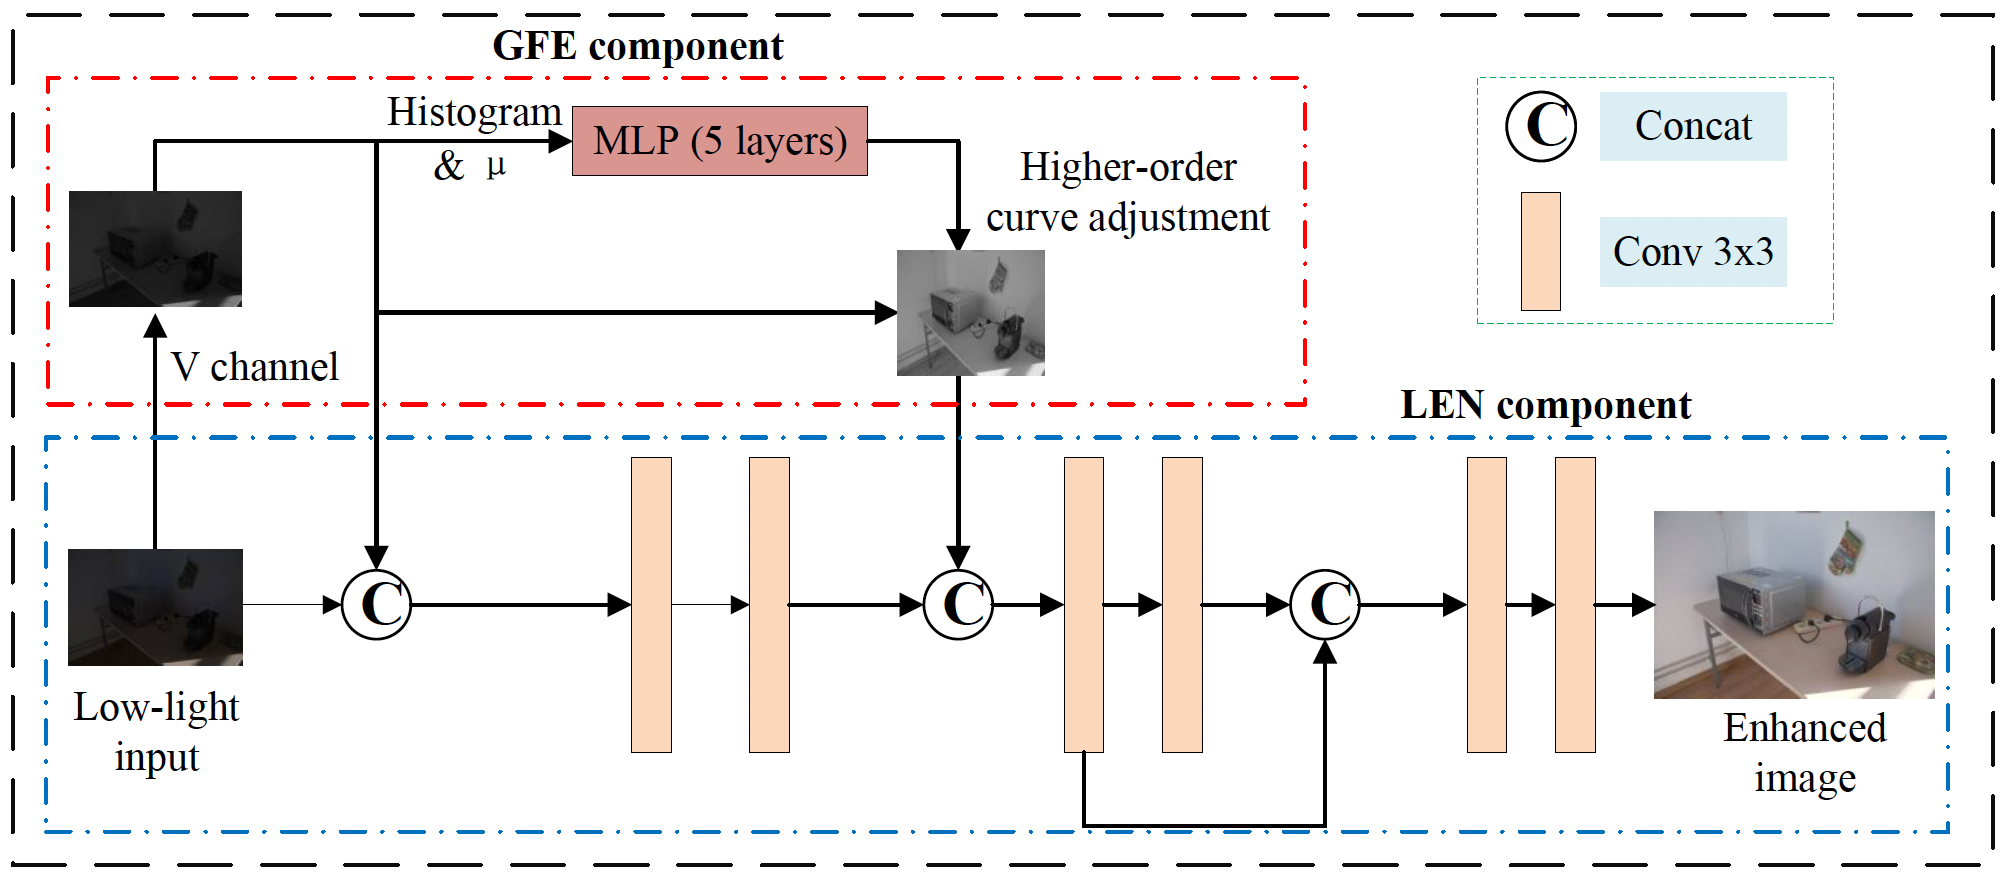 GFE component
Histogram
& μ
MLP (5 layers)
Higher-order
curve adjustment
V channel
C
Concat
Conv 3x3
LEN component
Low-light
input
C
C
C
Enhanced
image